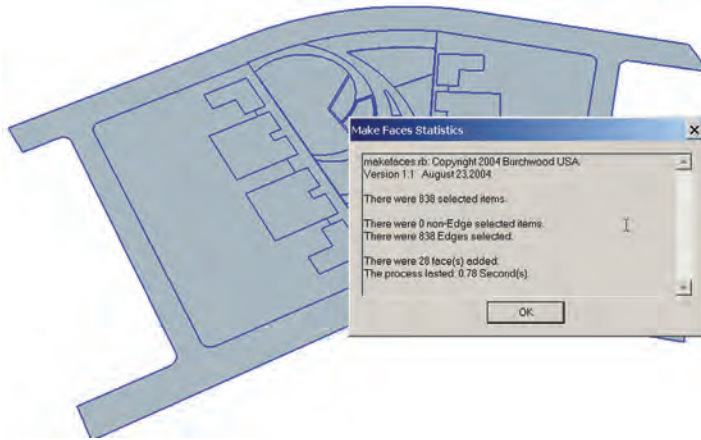 Make Faces Statistics
makefaces.rb: Copyright 2004 Burchwood USA.
Version 1.1 August 23,2004
There were 838 selected items.
There were 0 non-Edge selected items.
There were 838 Edges selected.
There were 28 face(s) added.
The process lasted: 0.78 Second(s).
OK